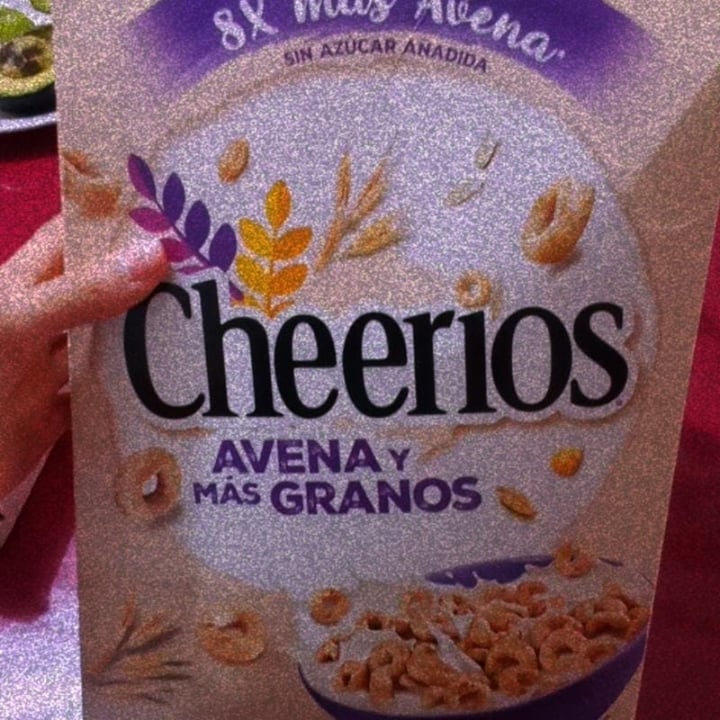 8X Más Avena*
SIN AZÚCAR AÑADIDA
Cheerios
AVENA Y
MÁS GRANOS